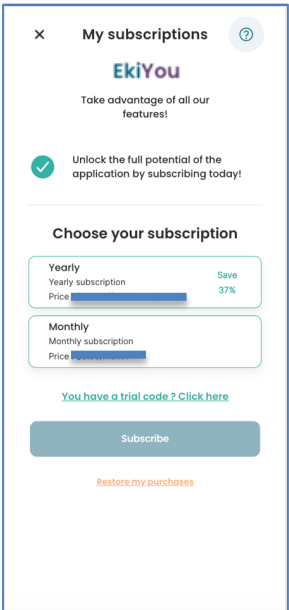 My subscriptions
?
EkiYou
Take advantage of all our
features!
Unlock the full potential of the
application by subscribing today!
Choose your subscription
Yearly
Yearly subscription
Price
Save
37%
Monthly
Monthly subscription
Price
You have a trial code ? Click here
Subscribe
Restore my purchases